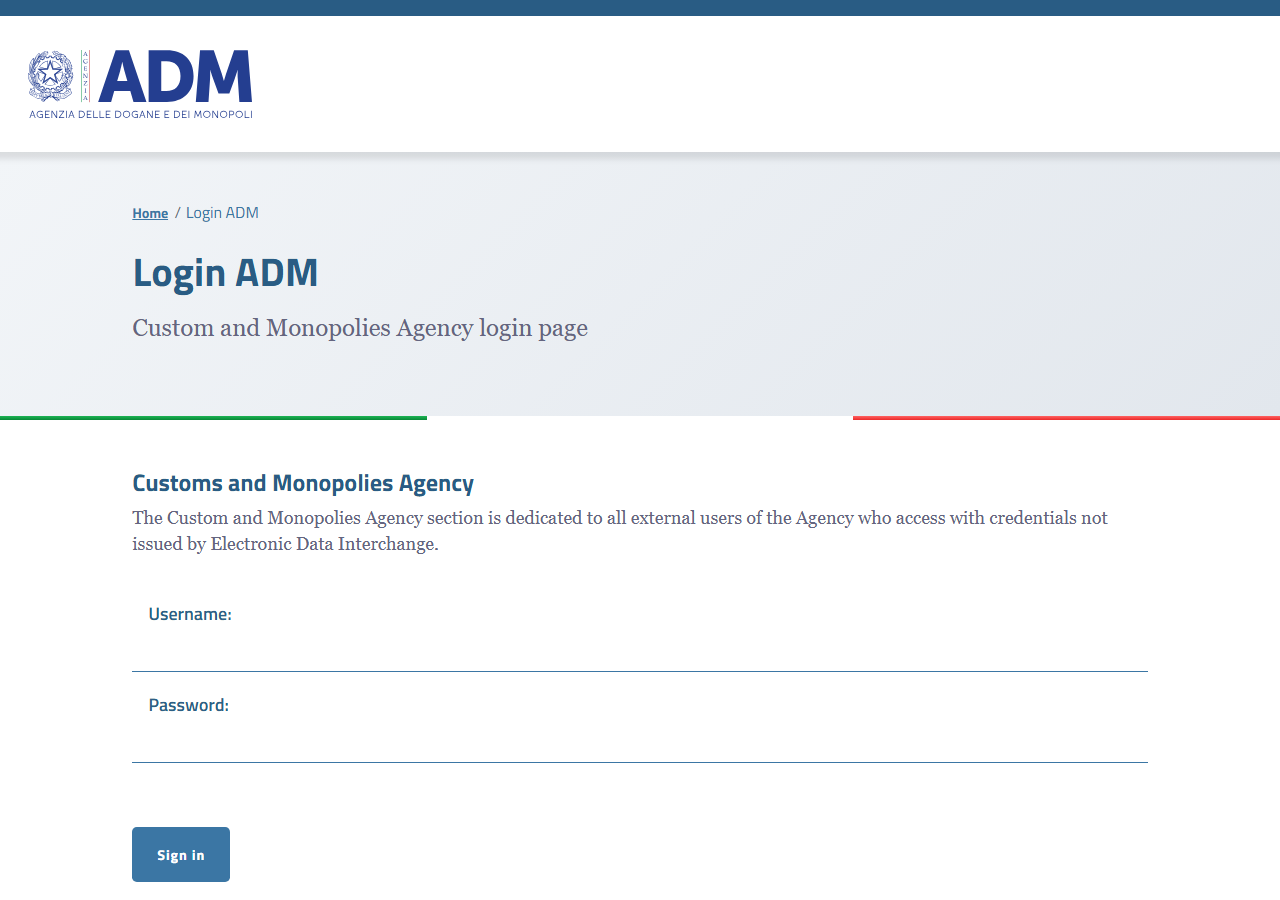 AGENZIA
ADM
AGENZIA DELLE DOGANE E DEI MONOPOLI
Home / Login ADM
Login ADM
Custom and Monopolies Agency login page
Customs and Monopolies Agency
The Custom and Monopolies Agency section is dedicated to all external users of the Agency who access with credentials not
issued by Electronic Data Interchange.
Username:
Password:
Sign in